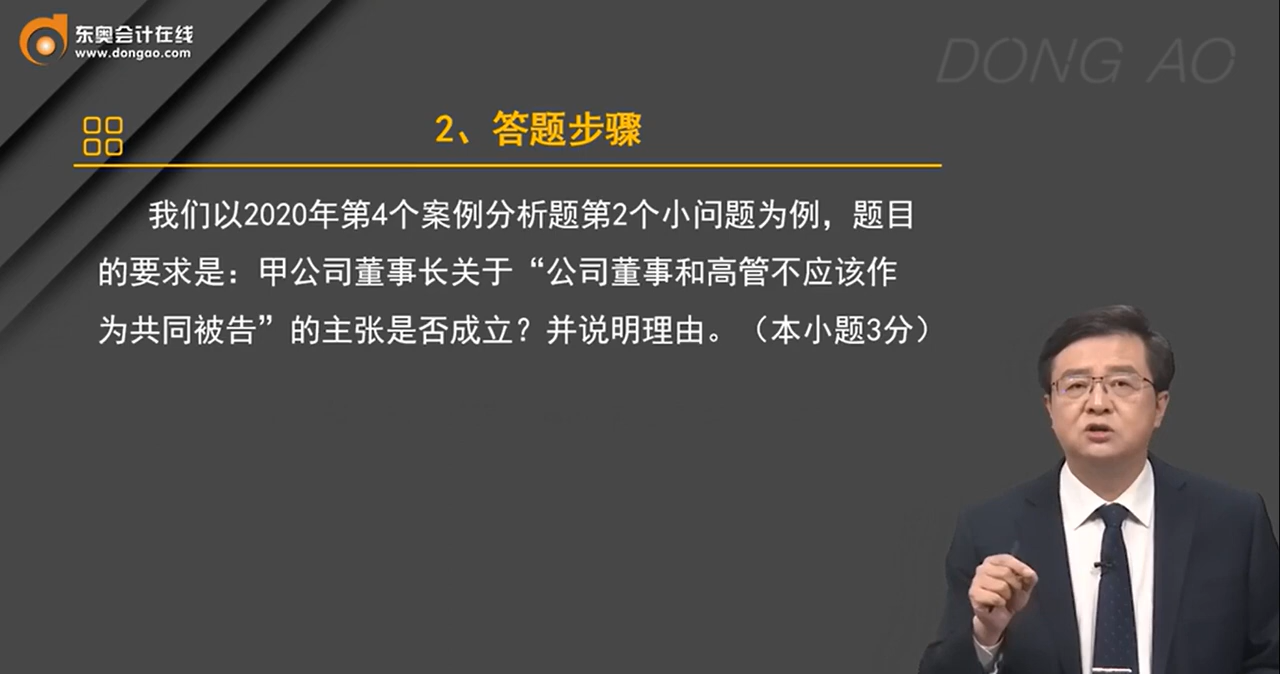 东奥会计在线
www.dongao.com
DONG AO
2、答题步骤
我们以2020年第4个案例分析题第2个小问题为例，题目
的要求是：甲公司董事长关于“公司董事和高管不应该作
为共同被告”的主张是否成立？并说明理由。（本小题3分）